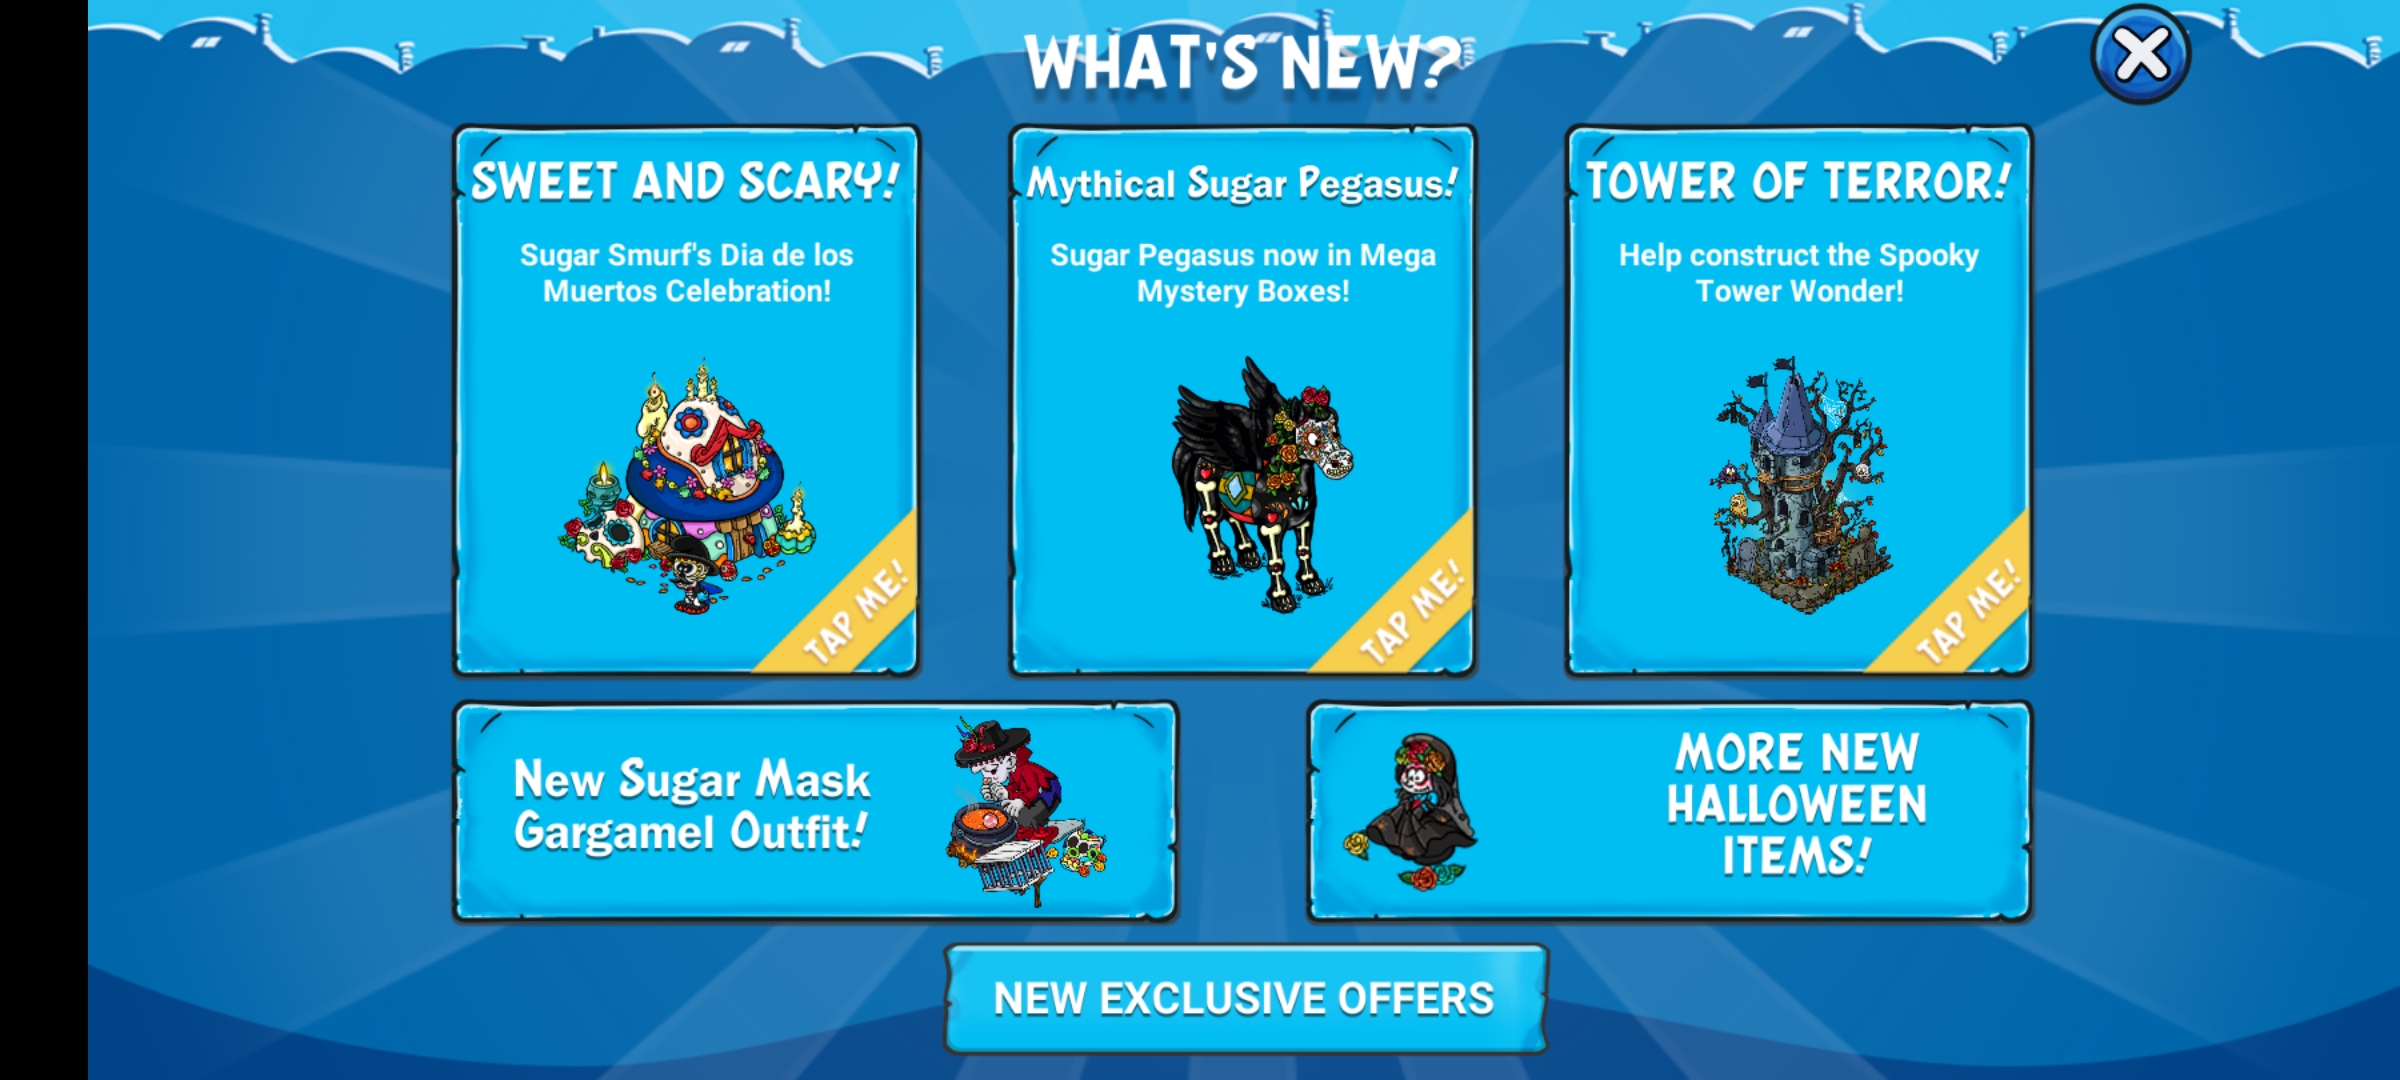 WHAT'S NEW?
SWEET AND SCARY!
Sugar Smurf's Dia de los
Muertos Celebration!
TAP ME!
Mythical Sugar Pegasus!
Sugar Pegasus now in Mega
Mystery Boxes!
TAP ME!
TOWER OF TERROR!
Help construct the Spooky
Tower Wonder!
TAP ME!
New Sugar Mask
Gargamel Outfit!
MORE NEW
HALLOWEEN
ITEMS!
NEW EXCLUSIVE OFFERS